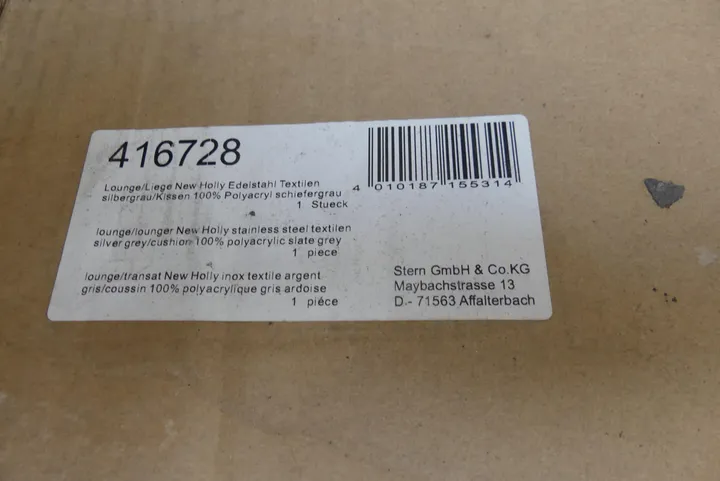 416728
Lounge/Liege New Holly Edelstahl Textilen
silbergrau/Kissen 100% Polyacryl schiefergrau
1 Stueck
lounge/lounger New Holly stainless steel textilen
silver grey/cushion 100% polyacrylic slate grey
1 piece
lounge/transat New Holly inox textile argent
gris/coussin 100% polyacrylique gris ardoise
1 piéce
4 010187 155314
Stern GmbH & Co.KG
Maybachstrasse 13
D.- 71563 Affalterbach